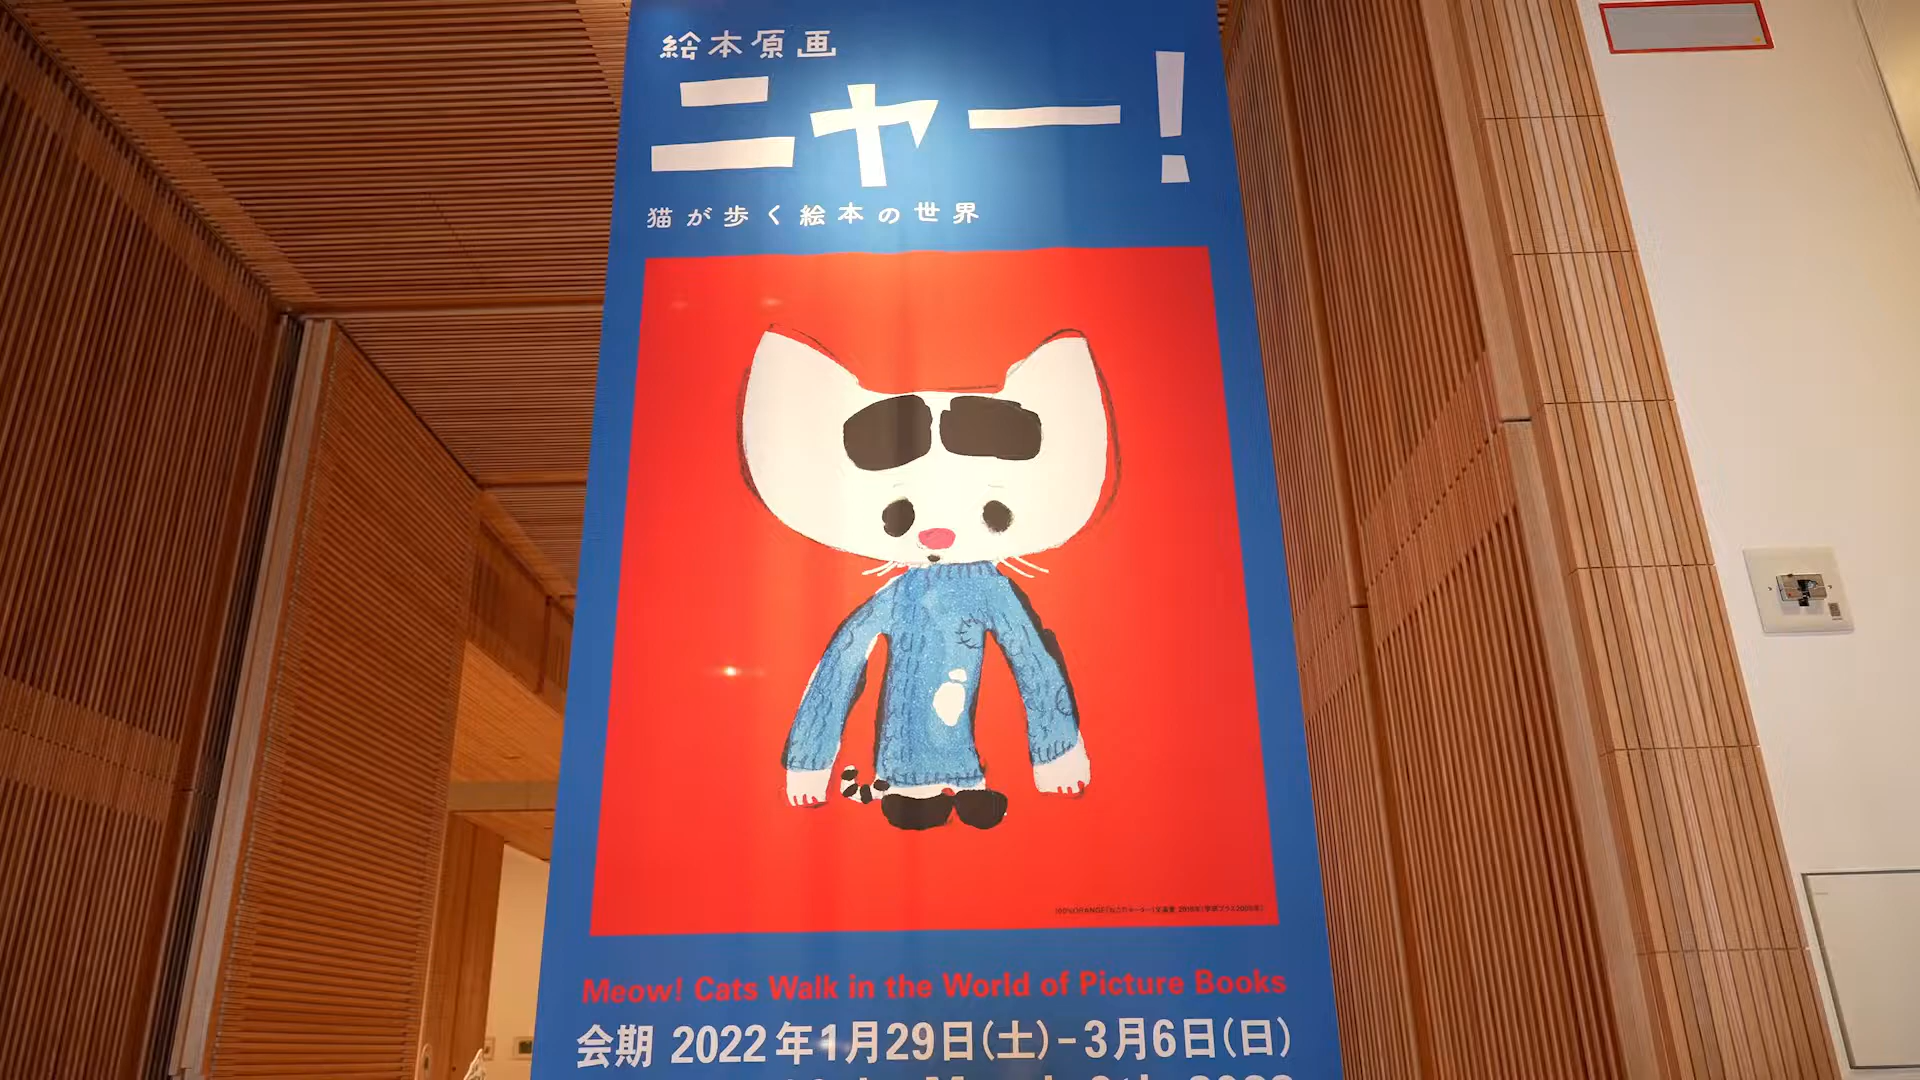 絵本原画
ニャー!
猫が歩く絵本の世界
Meow! Cats Walk in the World of Picture Books
会期 2022年1月29日(土)-3月6日(日)